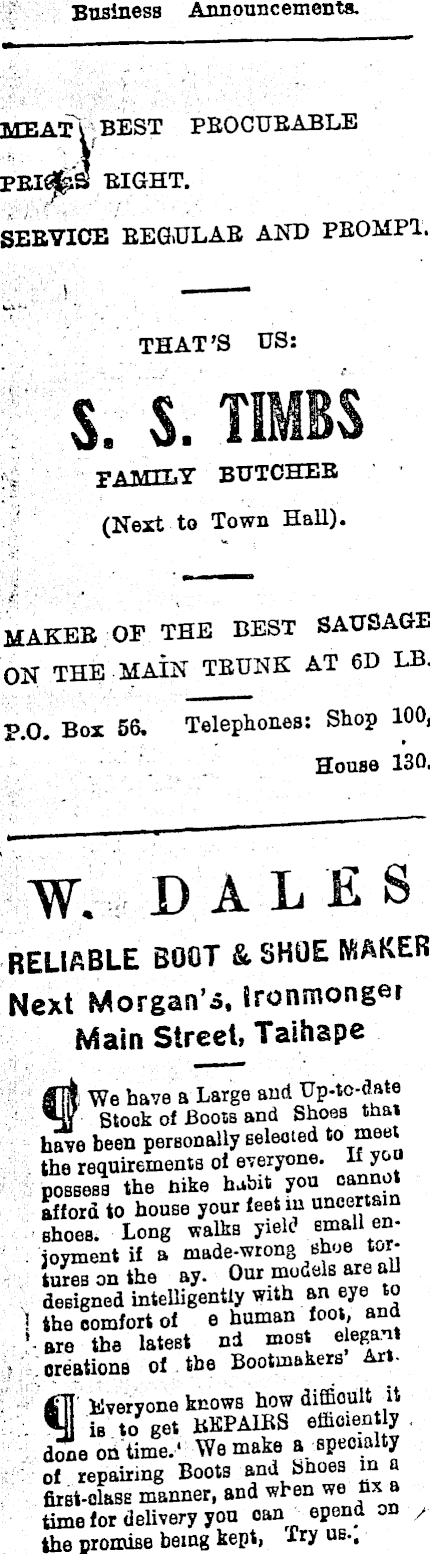 Business Announcements.
MEAT BEST PROCURABLE
PRICES RIGHT.
SERVICE REGULAR AND PROMPT.
THAT'S US:
S. S. TIMBS
FAMILY BUTCHER
(Next to Town Hall).
MAKER OF THE BEST SAUSAGE
ON THE MAIN TRUNK AT 6D LB.
P.O. Box 56. Telephones: Shop 100,
House 130.
W. DALES
RELIABLE BOOT & SHOE MAKER
Next Morgan's, Ironmonger
Main Street, Taihape
¶ We have a Large and Up-to-date
Stock of Boots and Shoes that
have been personally selected to meet
the requirements of everyone. If you
possess the hike habit you cannot
afford to house your feet in uncertain
shoes. Long walks yield small en-
joyment if a made-wrong shoe tor-
tures on the ay. Our models are all
designed intelligently with an eye to
the comfort of e human foot, and
are the latest nd most elegant
creations of the Bootmakers' Art.
¶ Everyone knows how difficult it
is to get REPAIRS efficiently
done on time.' We make a specialty
of repairing Boots and Shoes in a
first-class manner, and when we fix a
time for delivery you can epend on
the promise being kept, Try us.